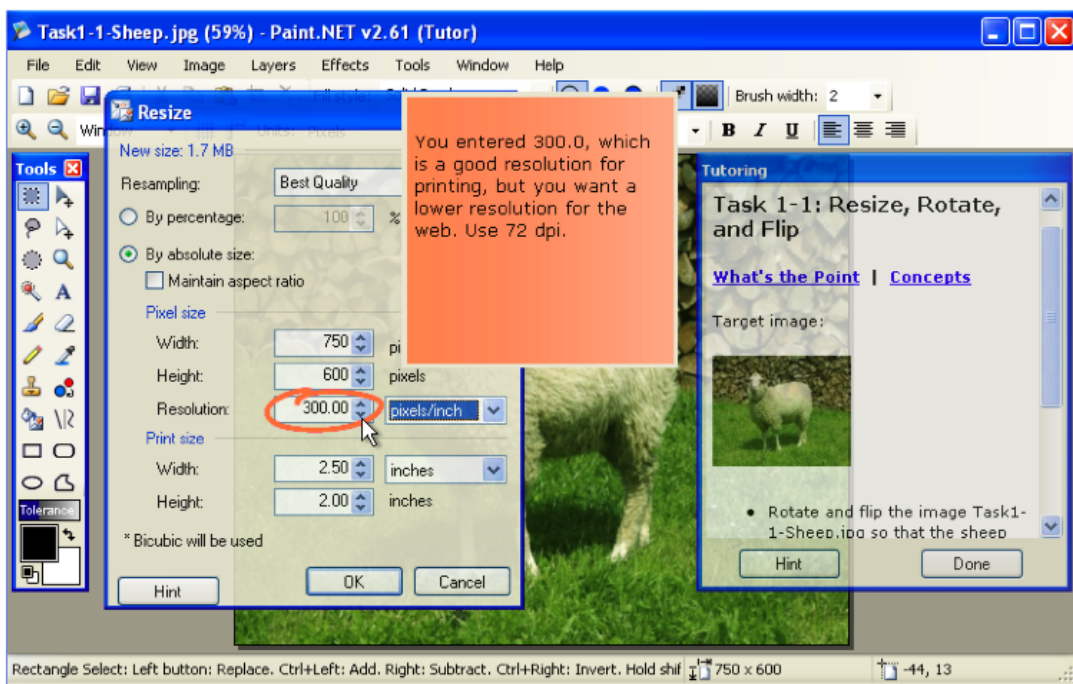 Task1-1-Sheep.jpg (59%) - Paint.NET v2.61 (Tutor)
File Edit View Image Layers Effects Tools Window Help
Brush width: 2
B I U
Tools
Resize
New size: 1.7 MB
Resampling: Best Quality
By percentage: 100 %
By absolute size:
Maintain aspect ratio
Pixel size
Width: 750
Height: 600 pixels
Resolution: 300.00 pixels/inch
Print size
Width: 2.50 inches
Height: 2.00 inches
* Bicubic will be used
Hint OK Cancel
You entered 300.0, which
is a good resolution for
printing, but you want a
lower resolution for the
web. Use 72 dpi.
Tutoring
Task 1-1: Resize, Rotate,
and Flip
What's the Point | Concepts
Target image:
• Rotate and flip the image Task1-
1-Sheep.jpg so that the sheep
Hint Done
Tolerance
Rectangle Select: Left button: Replace. Ctrl+Left: Add. Right: Subtract. Ctrl+Right: Invert. Hold shif 750 x 600 -44, 13